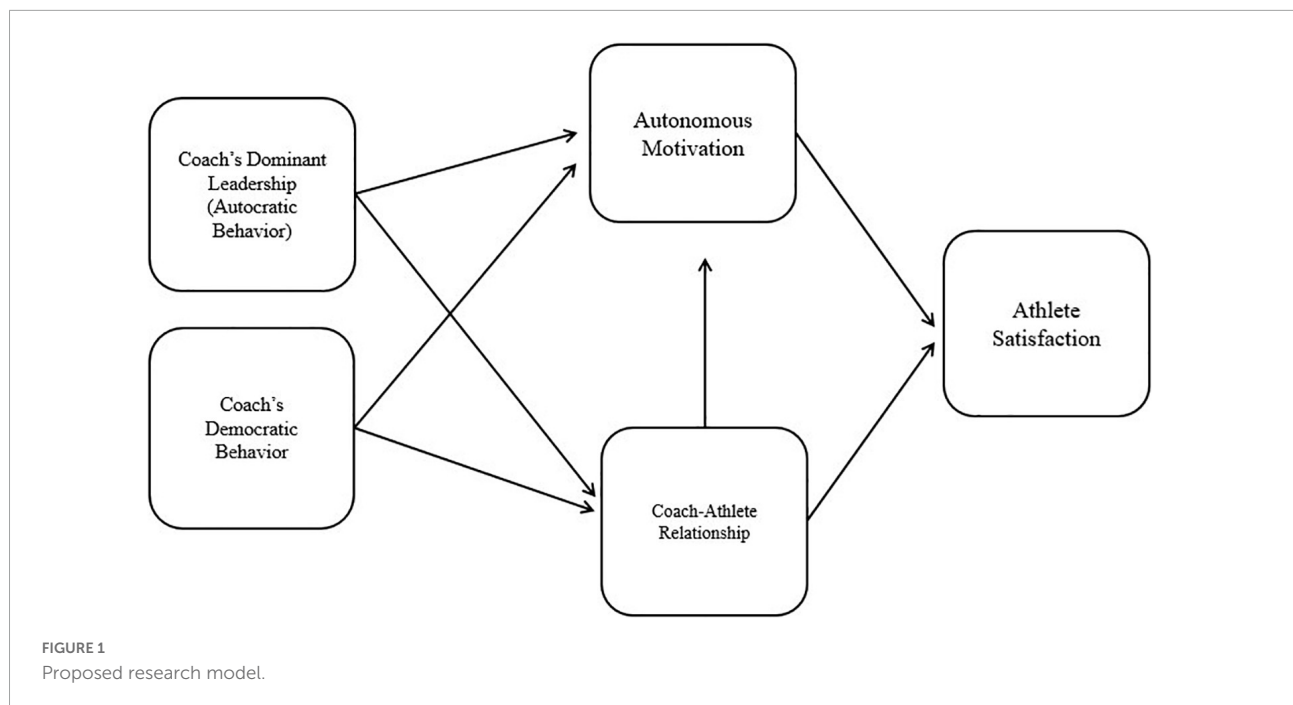 Coach’s Dominant
Leadership
(Autocratic
Behavior)
Coach’s
Democratic
Behavior
Autonomous
Motivation
Coach-Athlete
Relationship
Athlete
Satisfaction
FIGURE 1
Proposed research model.